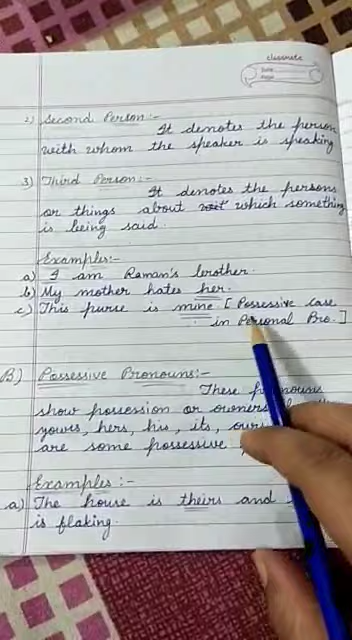 classmate
Date
Page
2) Second Person:-
It denotes the person
with whom the speaker is speaking
3) Third Person:-
It denotes the persons
or things about which something
is being said.
Examples:-
a) I am Raman's brother.
b) My mother hates her.
c) This purse is mine [Possessive case
in Personal Pro.]
B) Possessive Pronouns:-
These
show possession or
yours, hers, his, its, ours
are some possessive
Examples:-
a) The house is theirs and
is flaking.